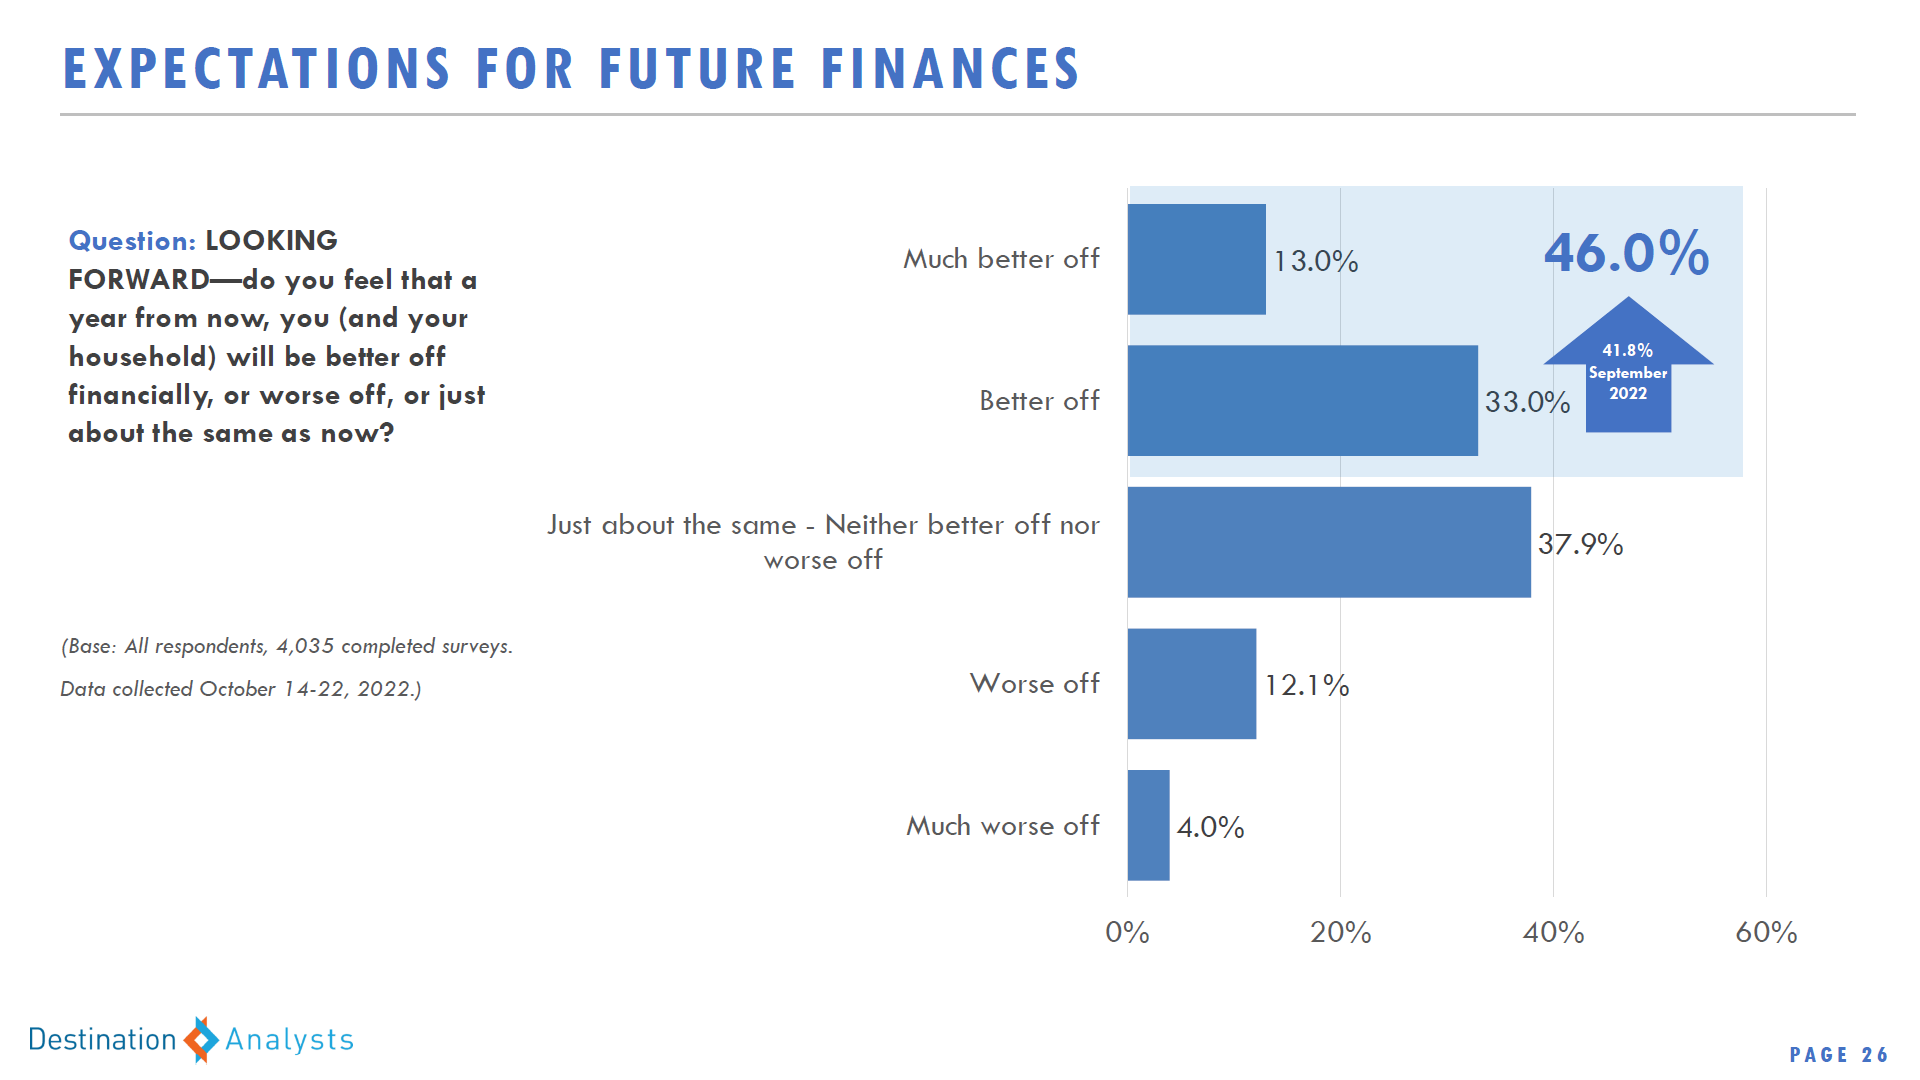 EXPECTATIONS FOR FUTURE FINANCES
Question: LOOKING
FORWARD—do you feel that a
year from now, you (and your
household) will be better off
financially, or worse off, or just
about the same as now?
(Base: All respondents, 4,035 completed surveys.
Data collected October 14-22, 2022.)
Much better off
13.0%
46.0%
41.8%
September
2022
Better off
33.0%
Just about the same - Neither better off nor
worse off
37.9%
Worse off
12.1%
Much worse off
4.0%
0%
20%
40%
60%
Destination Analysts
PAGE 26